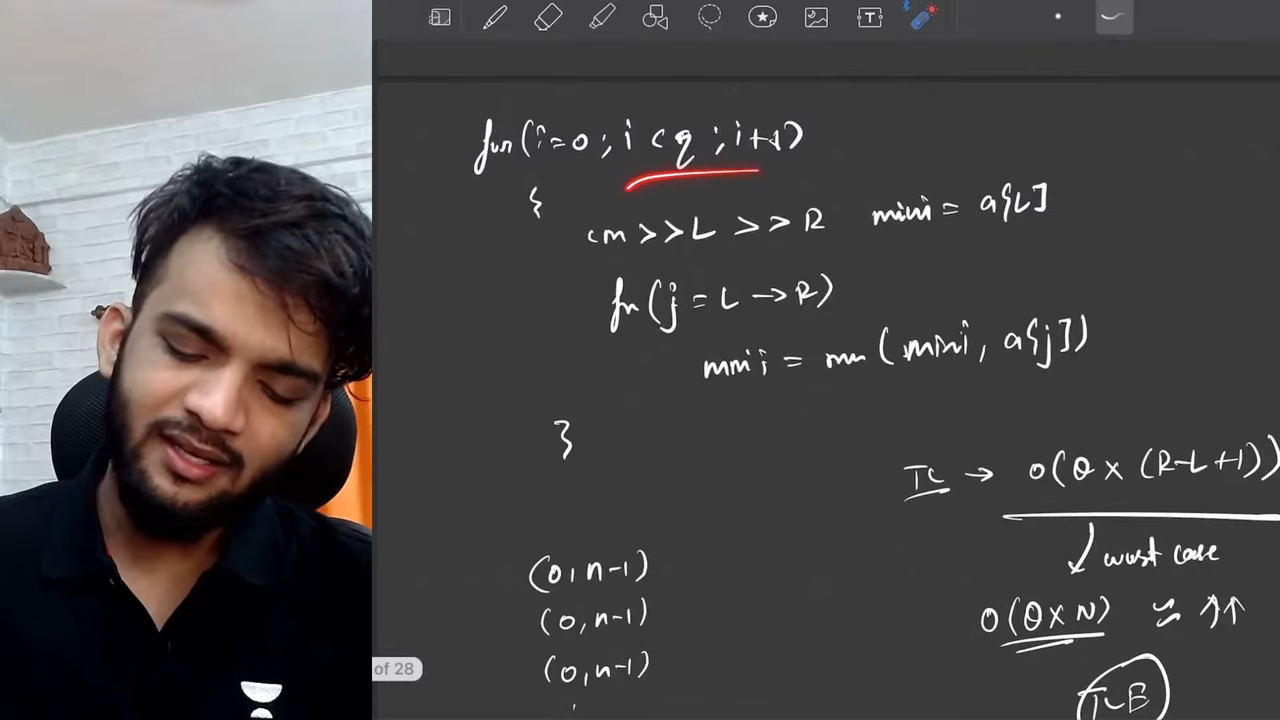 for(i=0; i<q; i++)
{
cin>>L>>R mini = a[L]
for(j=L→R)
mini = min(mini, a[j])
}
TC → O(Q×(R-L+1))
worst case
(0,n-1)
(0,n-1)
O(Q×N) ≈ ↑↑
(0,n-1)
TLE
of 28